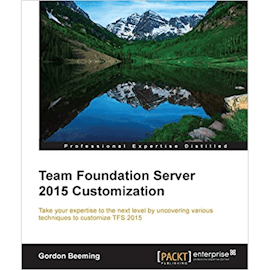 Professional Expertise Distilled
Team Foundation Server
2015 Customization
Take your expertise to the next level by uncovering various
techniques to customize TFS 2015
Gordon Beeming
[PACKT] enterprise
PUBLISHING